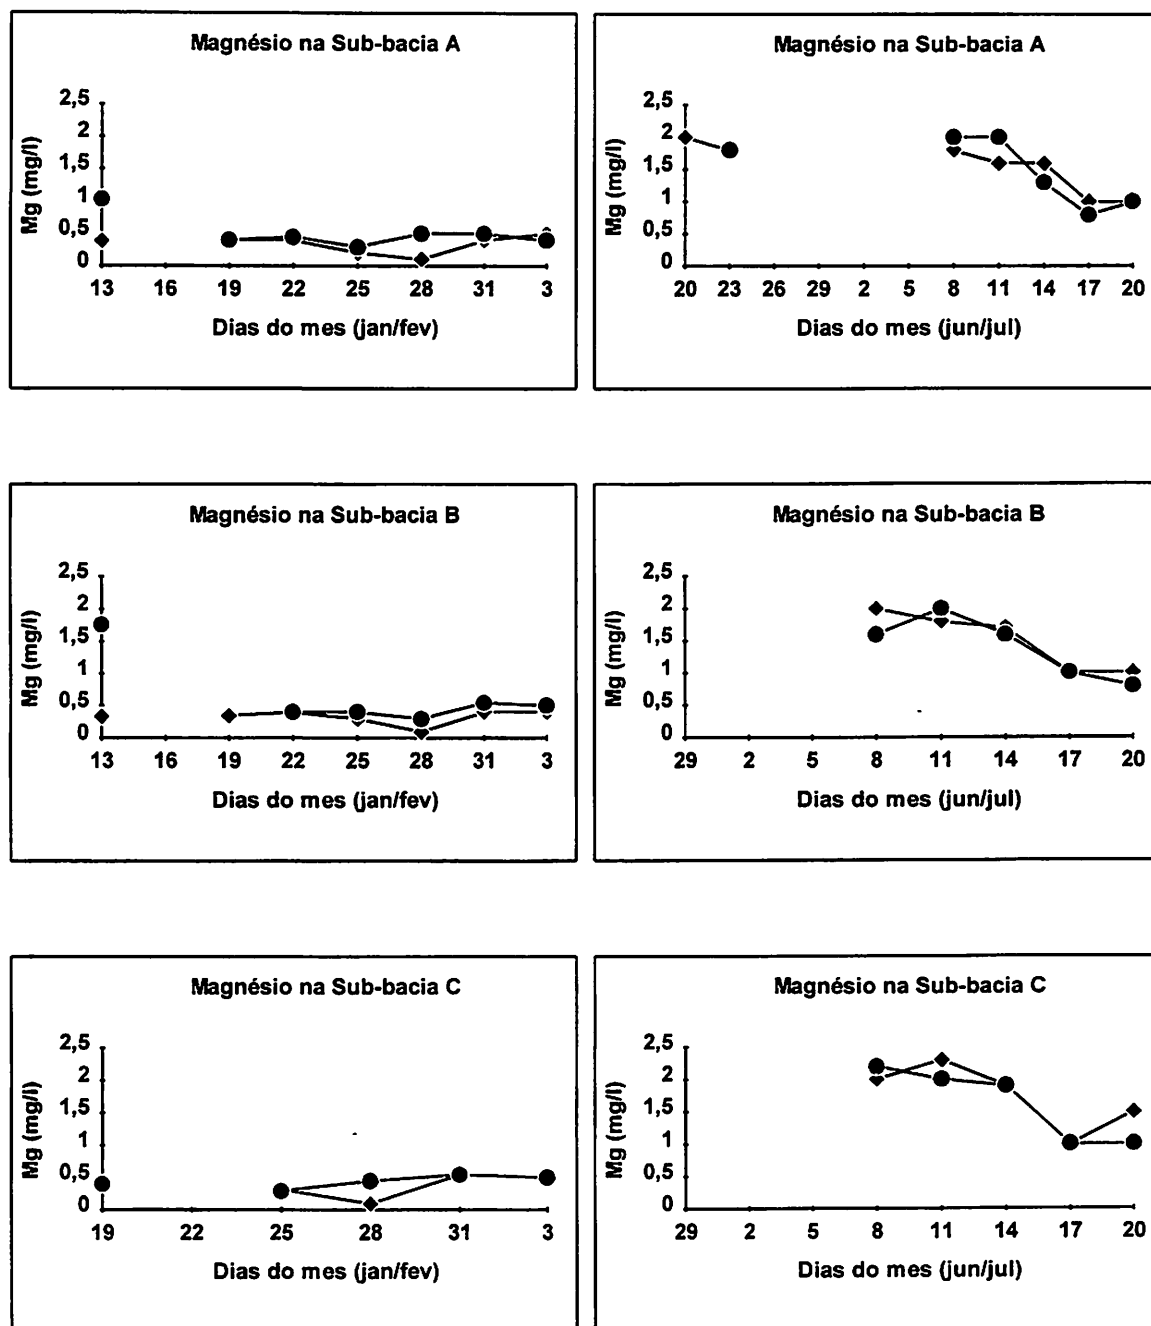 Magnésio na Sub-bacia A
2,5
2
1,5
1
0,5
0
Mg (mg/l)
13 16 19 22 25 28 31 3
Dias do mes (jan/fev)
Magnésio na Sub-bacia A
2,5
2
1,5
1
0,5
0
Mg (mg/l)
20 23 26 29 2 5 8 11 14 17 20
Dias do mes (jun/jul)
Magnésio na Sub-bacia B
2,5
2
1,5
1
0,5
0
Mg (mg/l)
13 16 19 22 25 28 31 3
Dias do mes (jan/fev)
Magnésio na Sub-bacia B
2,5
2
1,5
1
0,5
0
Mg (mg/l)
29 2 5 8 11 14 17 20
Dias do mes (jun/jul)
Magnésio na Sub-bacia C
2,5
2
1,5
1
0,5
0
Mg (mg/l)
19 22 25 28 31 3
Dias do mes (jan/fev)
Magnésio na Sub-bacia C
2,5
2
1,5
1
0,5
0
Mg (mg/l)
29 2 5 8 11 14 17 20
Dias do mes (jun/jul)